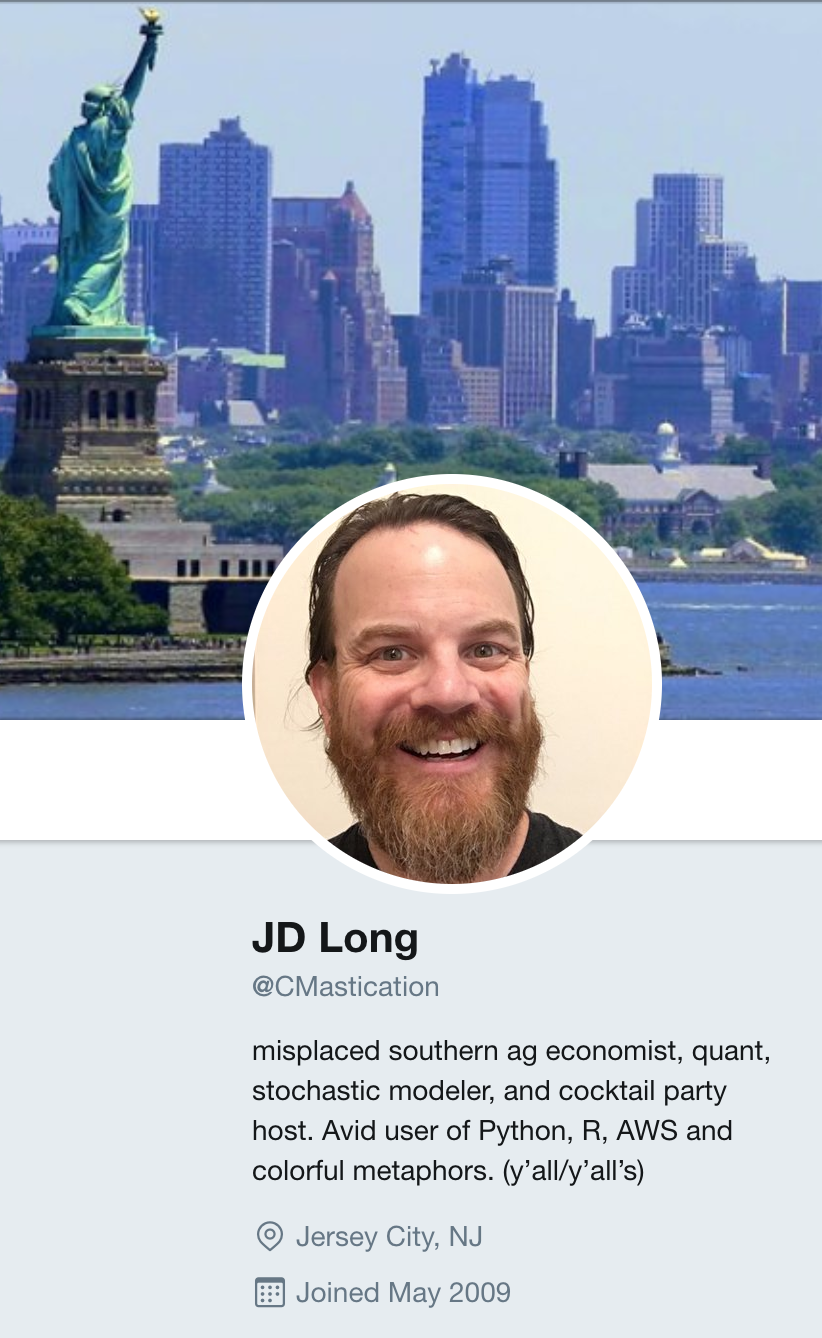 JD Long
@CMastication
misplaced southern ag economist, quant,
stochastic modeler, and cocktail party
host. Avid user of Python, R, AWS and
colorful metaphors. (y’all/y’all’s)
Jersey City, NJ
Joined May 2009